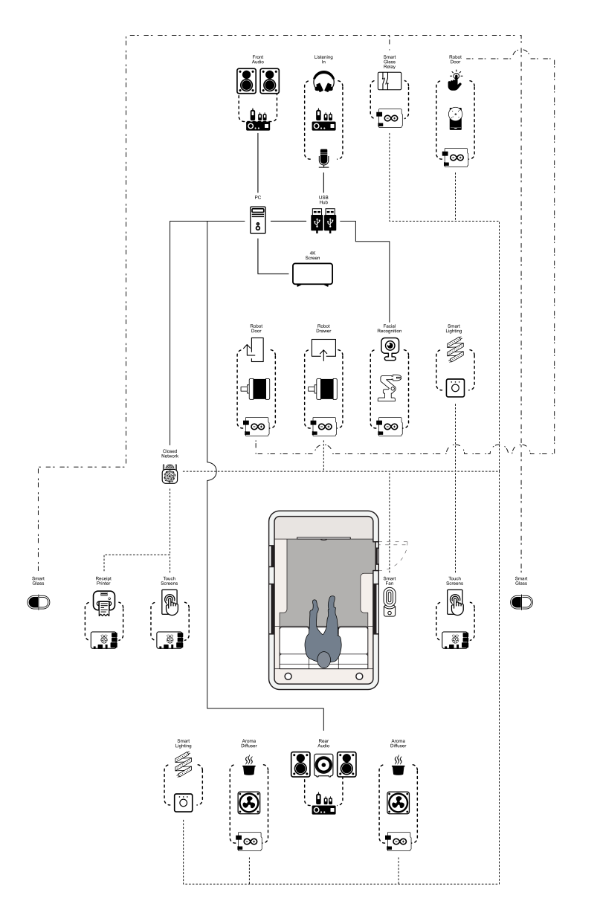 Front
Audio
Listening
In
Smart
Glass
Relay
Robot
Door
PC
USB
Hub
4K
Screen
Robot
Door
Robot
Drawer
Facial
Recognition
Smart
Lighting
Closed
Network
Smart
Glass
Receipt
Printer
Touch
Screens
Smart
Fan
Touch
Screens
Smart
Glass
Smart
Lighting
Aroma
Diffuser
Rear
Audio
Aroma
Diffuser